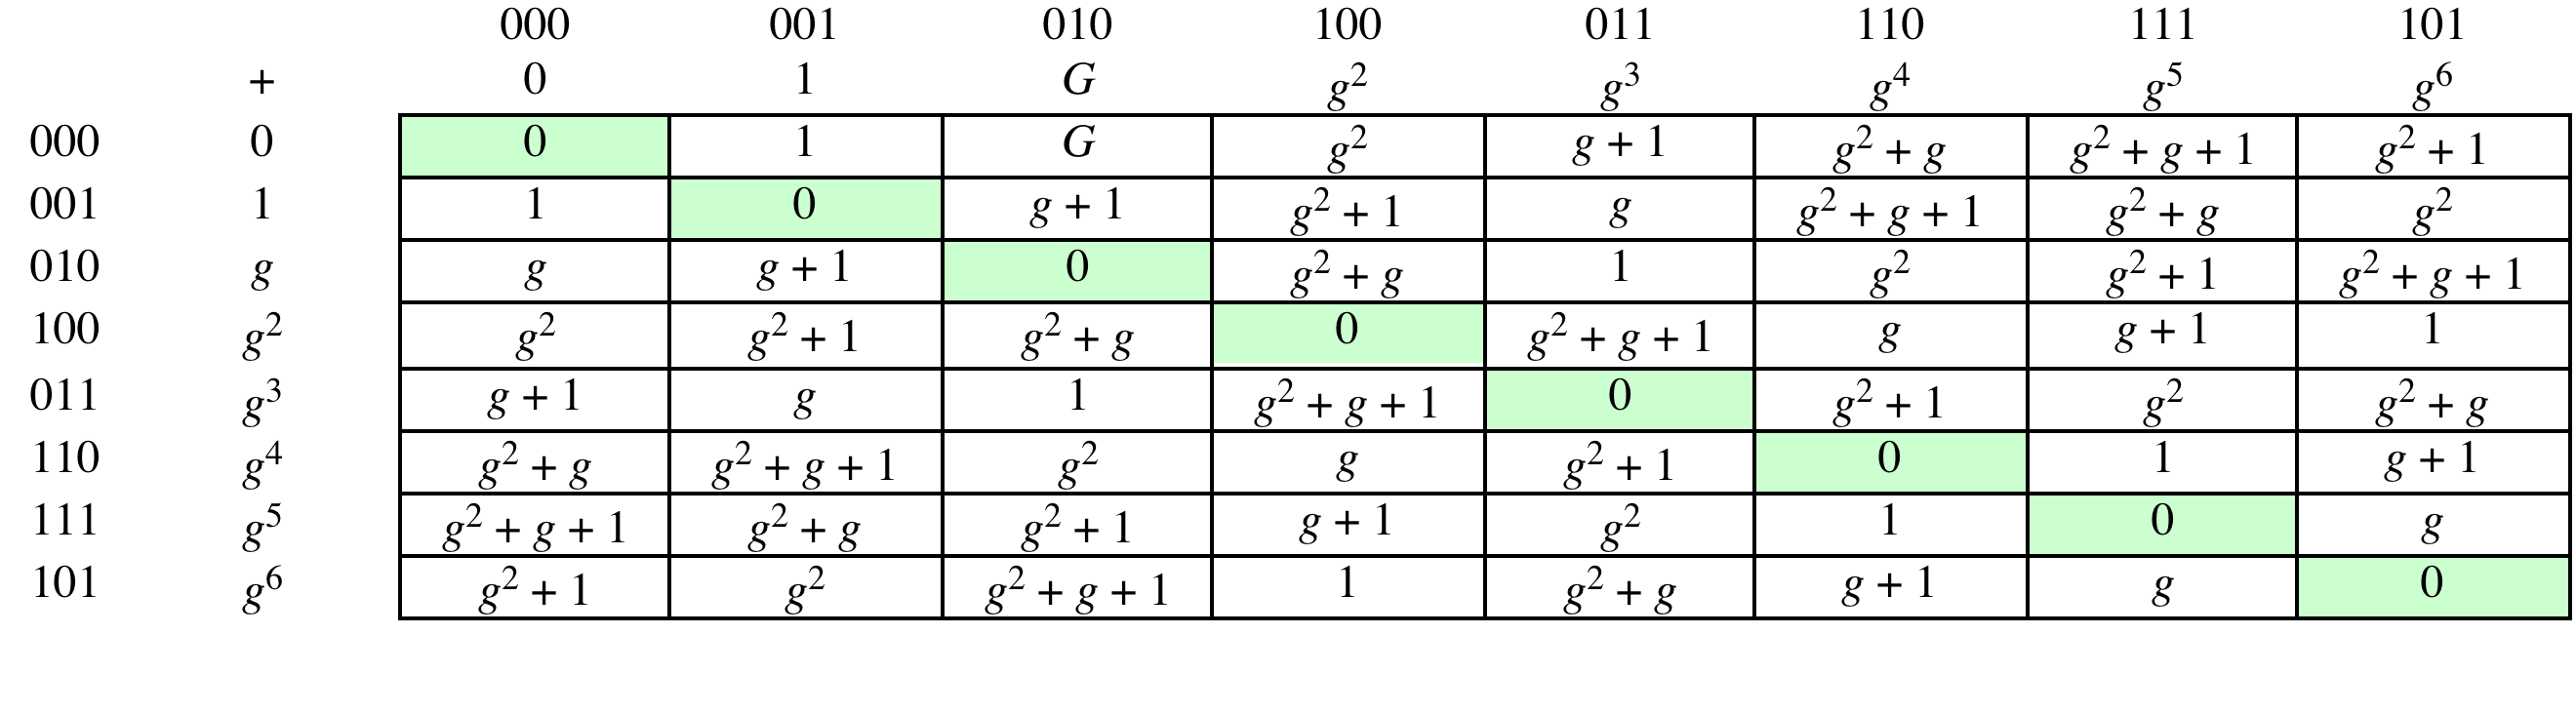 000 001 010 100 011 110 111 101
+ 0 1 G g² g³ g⁴ g⁵ g⁶
000 0 0 1 G g² g + 1 g² + g g² + g + 1 g² + 1
001 1 1 0 g + 1 g² + 1 g g² + g + 1 g² + g g²
010 g g g + 1 0 g² + g 1 g² g² + 1 g² + g + 1
100 g² g² g² + 1 g² + g 0 g² + g + 1 g g + 1 1
011 g³ g + 1 g 1 g² + g + 1 0 g² + 1 g² g² + g
110 g⁴ g² + g g² + g + 1 g² g g² + 1 0 1 g + 1
111 g⁵ g² + g + 1 g² + g g² + 1 g + 1 g² 1 0 g
101 g⁶ g² + 1 g² g² + g + 1 1 g² + g g + 1 g 0